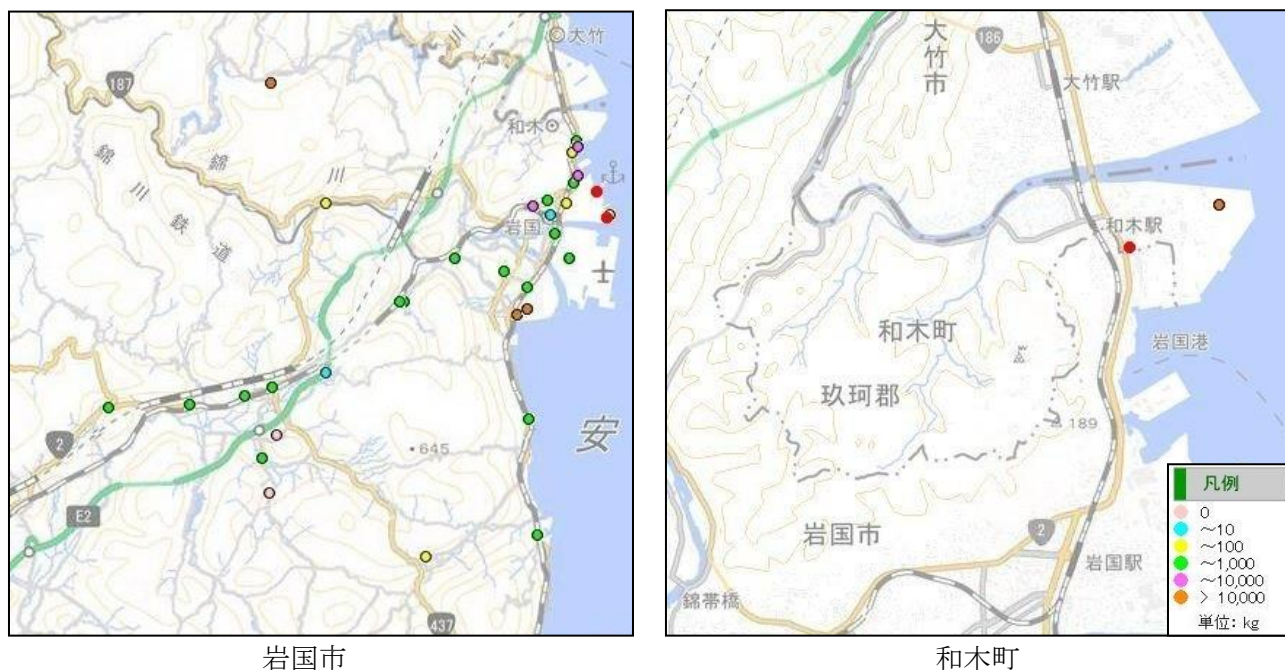 大竹
187
川
和木
錦
川
錦川鉄道
岩国
士
安
2
645
E2
437
岩国市
大竹市
186
大竹駅
和木駅
和木町
岩国港
玖珂郡
189
岩国市
2
岩国駅
錦帯橋
凡例
0
～10
～100
～1,000
～10,000
> 10,000
単位: kg
和木町